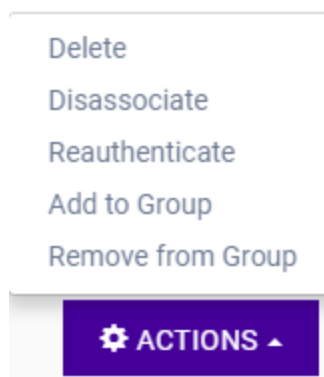 Delete
Disassociate
Reauthenticate
Add to Group
Remove from Group
ACTIONS